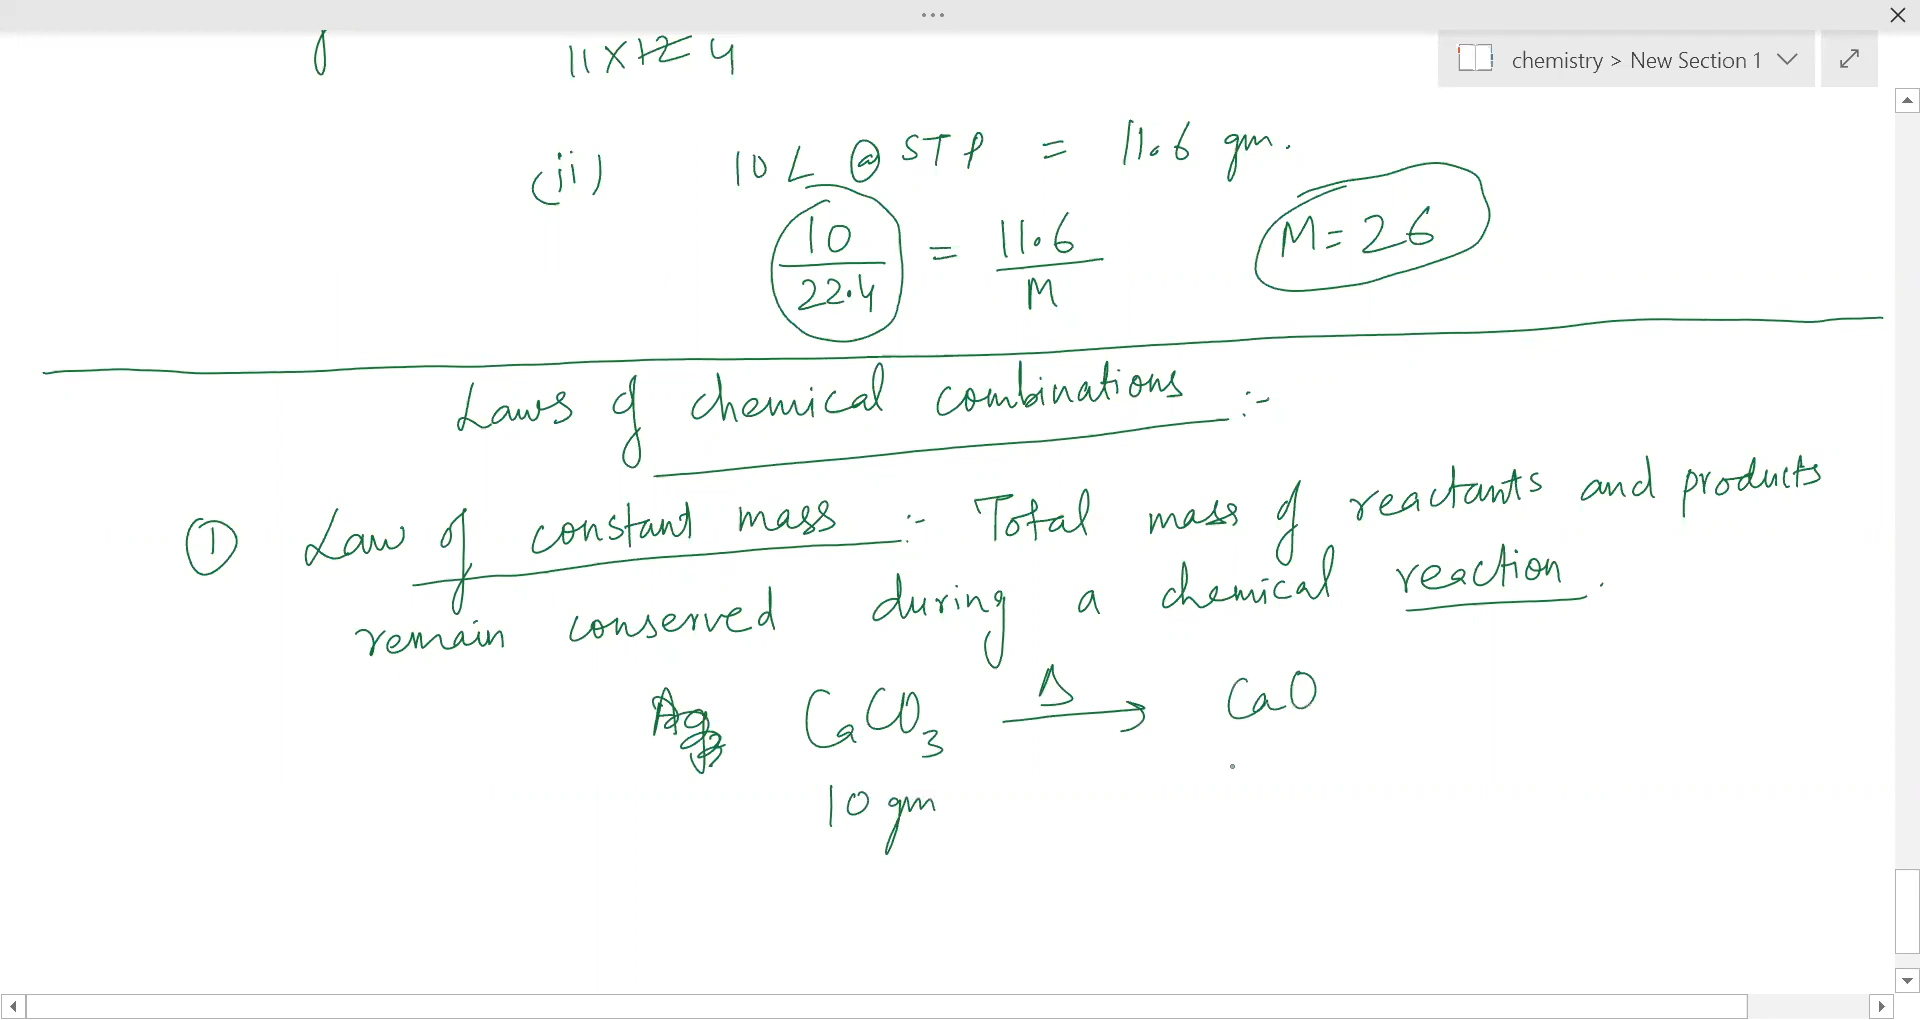 ...
chemistry > New Section 1
11 x 12 4
(ii) 10 L @ STP = 11.6 gm.
10/22.4 = 11.6/M M = 26
Laws of chemical combinations :-
① Law of constant mass :- Total mass of reactants and products
remain conserved during a chemical reaction.
CaCO3 Δ→ CaO
10 gm